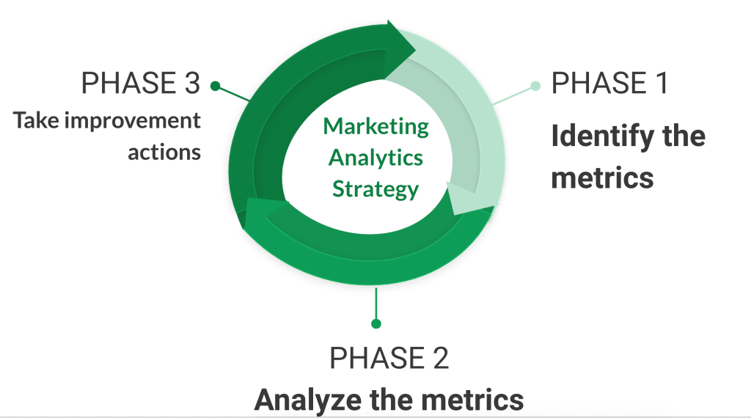 PHASE 3
Take improvement
actions
Marketing
Analytics
Strategy
PHASE 1
Identify the
metrics
PHASE 2
Analyze the metrics